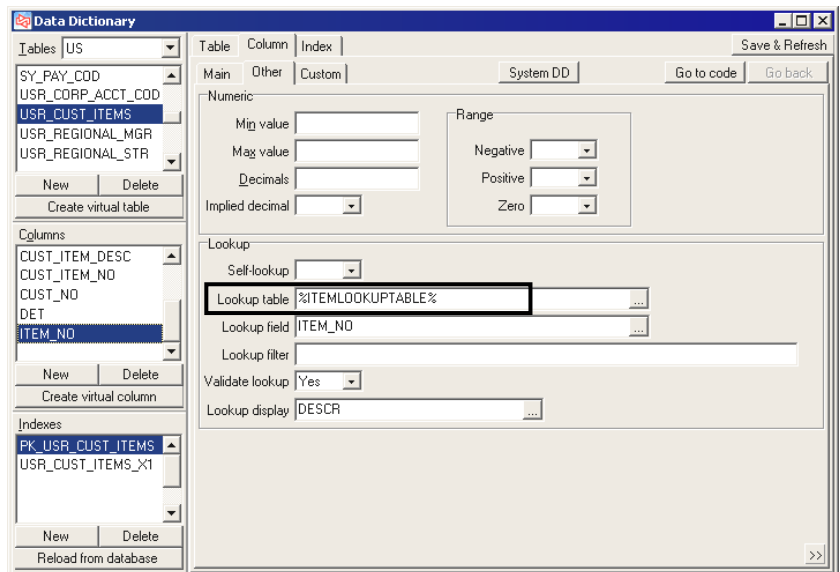 Data Dictionary
Tables US
SY_PAY_COD
USR_CORP_ACCT_COD
USR_CUST_ITEMS
USR_REGIONAL_MGR
USR_REGIONAL_STR
New Delete
Create virtual table
Columns
CUST_ITEM_DESC
CUST_ITEM_NO
CUST_NO
DET
ITEM_NO
New Delete
Create virtual column
Indexes
PK_USR_CUST_ITEMS
USR_CUST_ITEMS_X1
New Delete
Reload from database
Table Column Index Save & Refresh
Main Other Custom System DD Go to code Go back
Numeric
Min value
Max value
Decimals
Implied decimal
Range
Negative
Positive
Zero
Lookup
Self-lookup
Lookup table %ITEMLOOKUPTABLE% ...
Lookup field ITEM_NO ...
Lookup filter
Validate lookup Yes
Lookup display DESCR ...
>>